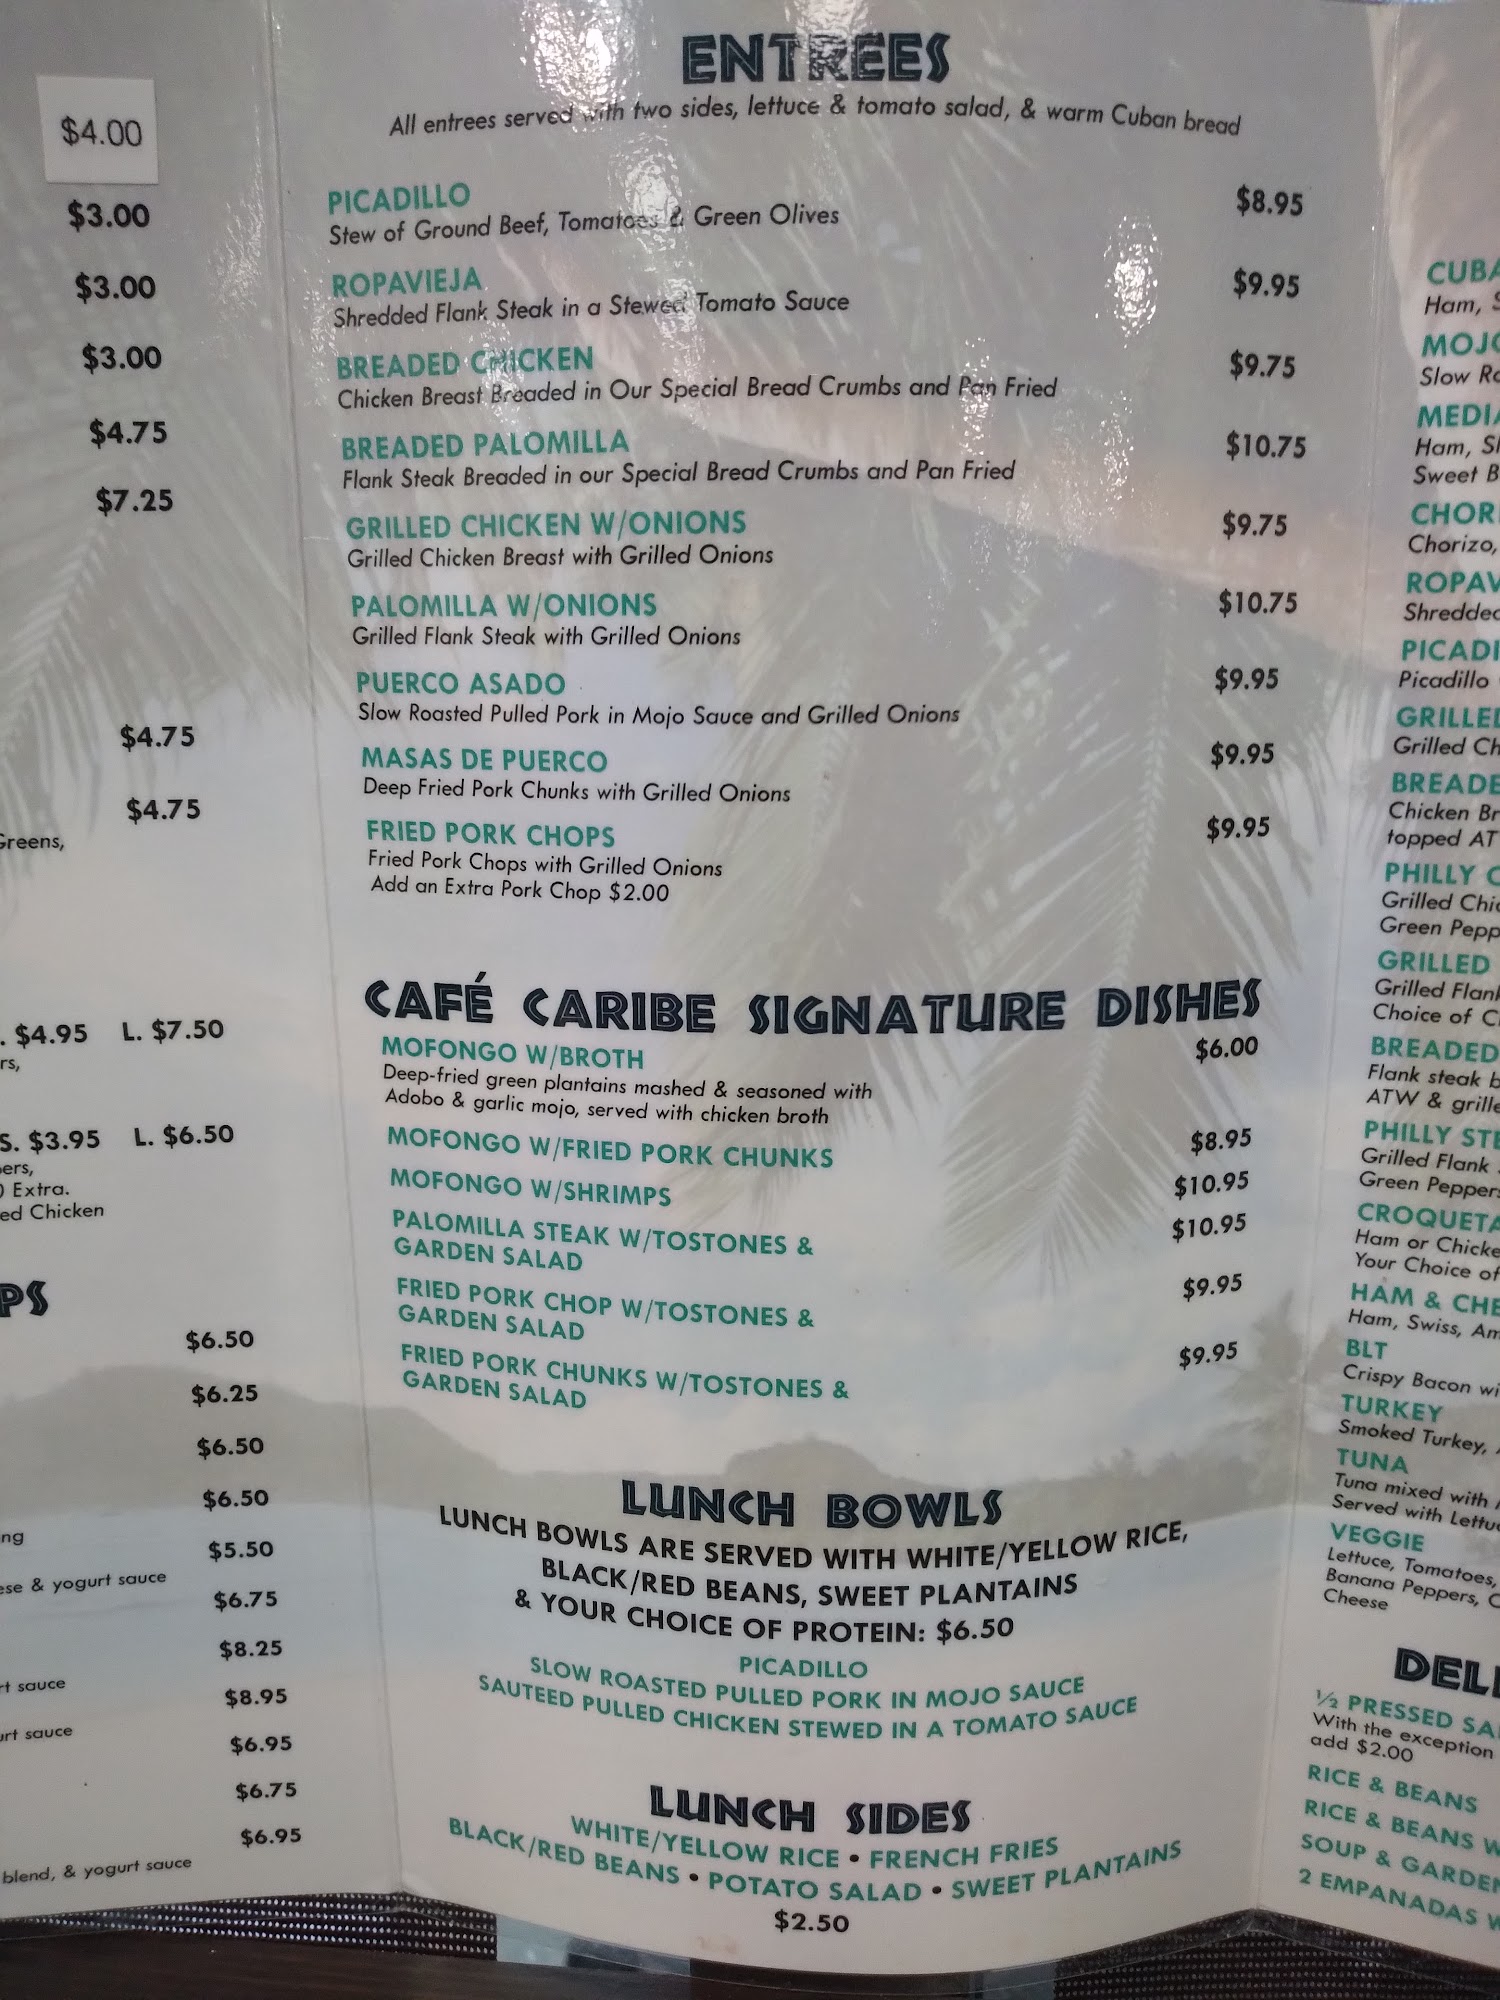 $4.00
$3.00
$3.00
$3.00
$4.75
$7.25
$4.75
$4.75
Greens,
. $4.95 L. $7.50
rs,
S. $3.95 L. $6.50
ers,
) Extra.
ed Chicken
PS
$6.50
$6.25
$6.50
$6.50
ng
$5.50
ese & yogurt sauce
$6.75
$8.25
rt sauce
$8.95
urt sauce
$6.95
$6.75
$6.95
blend, & yogurt sauce
ENTREES
All entrees served with two sides, lettuce & tomato salad, & warm Cuban bread
PICADILLO $8.95
Stew of Ground Beef, Tomatoes & Green Olives
ROPAVIEJA $9.95
Shredded Flank Steak in a Stewed Tomato Sauce
BREADED CHICKEN $9.75
Chicken Breast Breaded in Our Special Bread Crumbs and Pan Fried
BREADED PALOMILLA $10.75
Flank Steak Breaded in our Special Bread Crumbs and Pan Fried
GRILLED CHICKEN W/ONIONS $9.75
Grilled Chicken Breast with Grilled Onions
PALOMILLA W/ONIONS $10.75
Grilled Flank Steak with Grilled Onions
PUERCO ASADO $9.95
Slow Roasted Pulled Pork in Mojo Sauce and Grilled Onions
MASAS DE PUERCO $9.95
Deep Fried Pork Chunks with Grilled Onions
FRIED PORK CHOPS $9.95
Fried Pork Chops with Grilled Onions
Add an Extra Pork Chop $2.00
CAFÉ CARIBE SIGNATURE DISHES
MOFONGO W/BROTH $6.00
Deep-fried green plantains mashed & seasoned with
Adobo & garlic mojo, served with chicken broth
MOFONGO W/FRIED PORK CHUNKS $8.95
MOFONGO W/SHRIMPS $10.95
PALOMILLA STEAK W/TOSTONES & $10.95
GARDEN SALAD
FRIED PORK CHOP W/TOSTONES & $9.95
GARDEN SALAD
FRIED PORK CHUNKS W/TOSTONES & $9.95
GARDEN SALAD
LUNCH BOWLS
LUNCH BOWLS ARE SERVED WITH WHITE/YELLOW RICE,
BLACK/RED BEANS, SWEET PLANTAINS
& YOUR CHOICE OF PROTEIN: $6.50
PICADILLO
SLOW ROASTED PULLED PORK IN MOJO SAUCE
SAUTEED PULLED CHICKEN STEWED IN A TOMATO SAUCE
LUNCH SIDES
WHITE/YELLOW RICE • FRENCH FRIES
BLACK/RED BEANS • POTATO SALAD • SWEET PLANTAINS
$2.50
CUBA
Ham, S
MOJO
Slow Ro
MEDIA
Ham, Sl
Sweet B
CHOR
Chorizo,
ROPAV
Shredded
PICADI
Picadillo
GRILLED
Grilled Ch
BREADE
Chicken Br
topped AT
PHILLY C
Grilled Chic
Green Pepp
GRILLED
Grilled Flank
Choice of C
BREADED
Flank steak b
ATW & grille
PHILLY STE
Grilled Flank
Green Peppers
CROQUETA
Ham or Chicke
Your Choice of
HAM & CHE
Ham, Swiss, Am
BLT
Crispy Bacon wi
TURKEY
Smoked Turkey,
TUNA
Tuna mixed with
Served with Lettuc
VEGGIE
Lettuce, Tomatoes,
Banana Peppers, C
Cheese
DELI
½ PRESSED SA
With the exception
add $2.00
RICE & BEANS
RICE & BEANS W
SOUP & GARDEN
2 EMPANADAS W